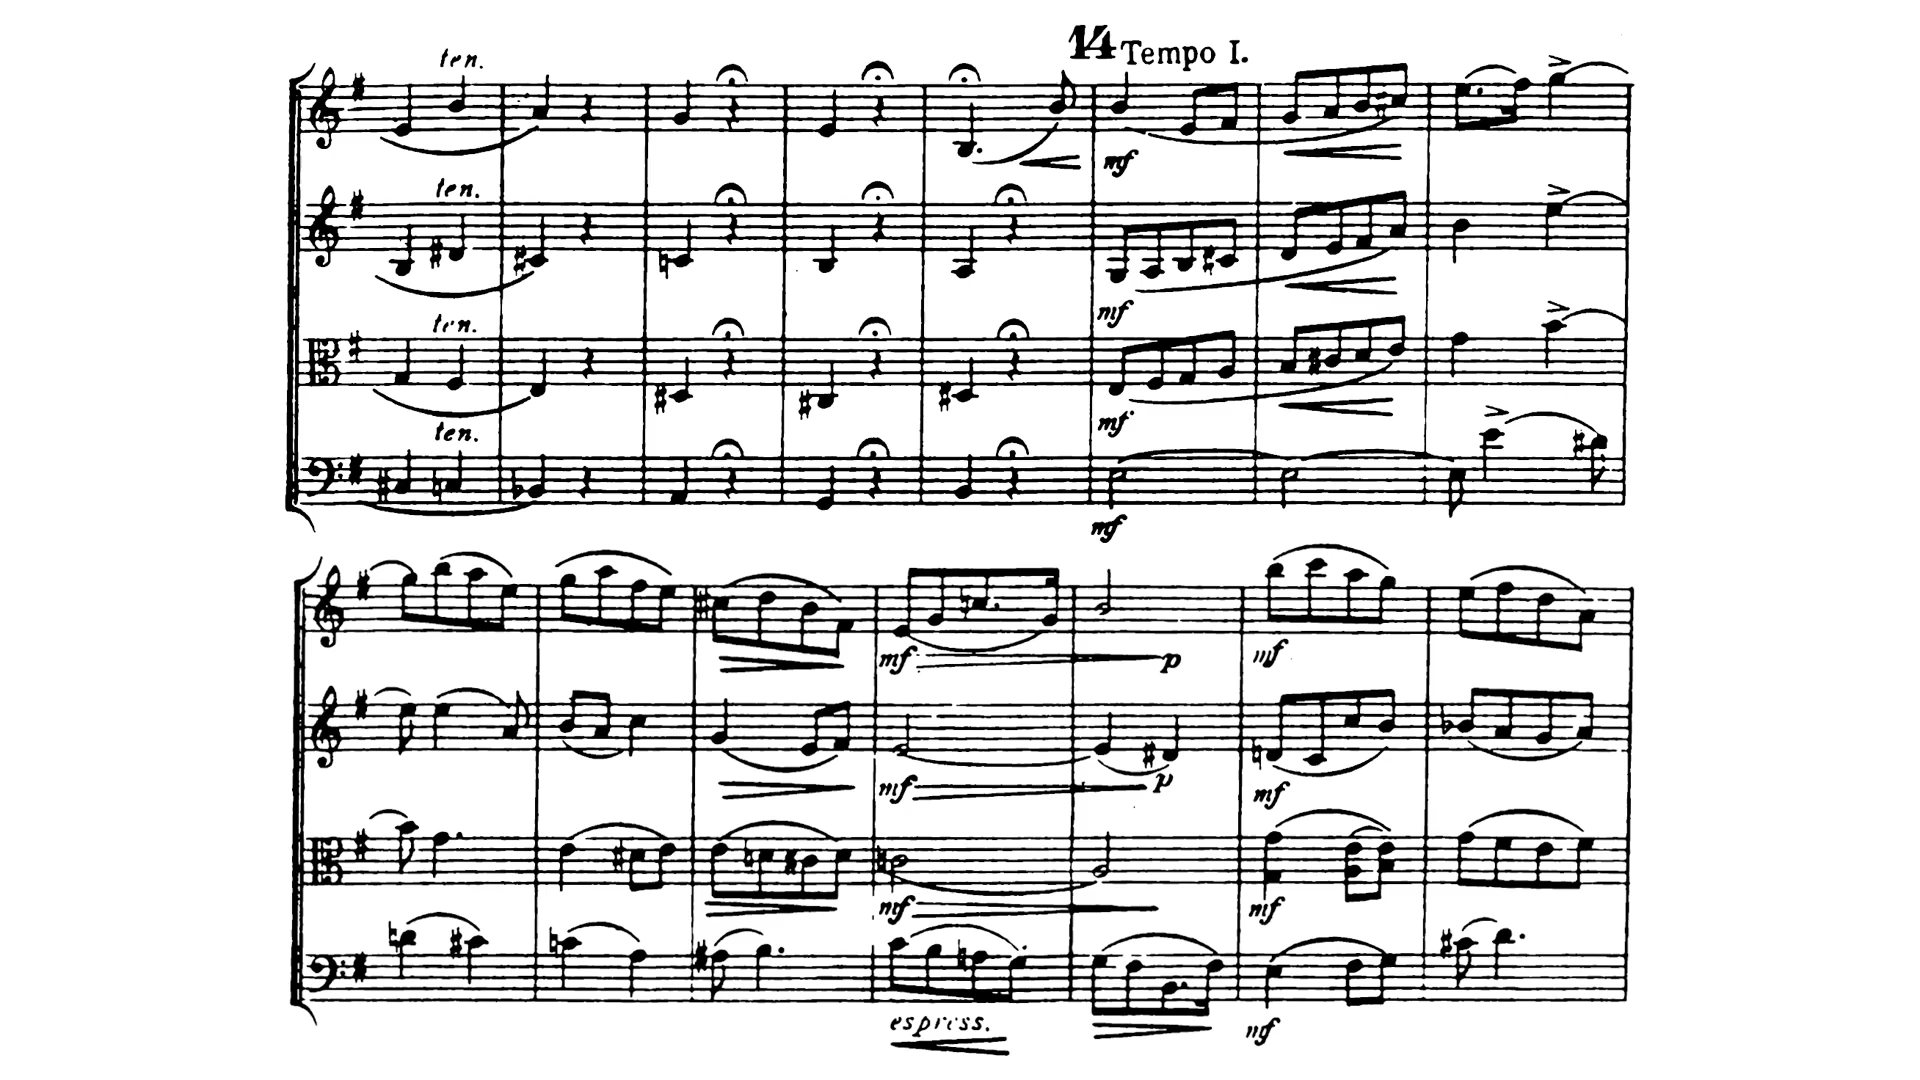 14 Tempo I.
ten.
ten.
ten.
ten.
mf
mf
mf
mf
mf p mf
mf p mf
mf mf
espress. mf